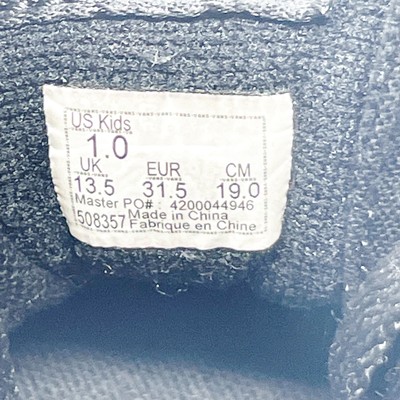 US Kids
1.0
UK EUR CM
13.5 31.5 19.0
Master PO# : 4200044946
508357 Made in China
Fabrique en Chine